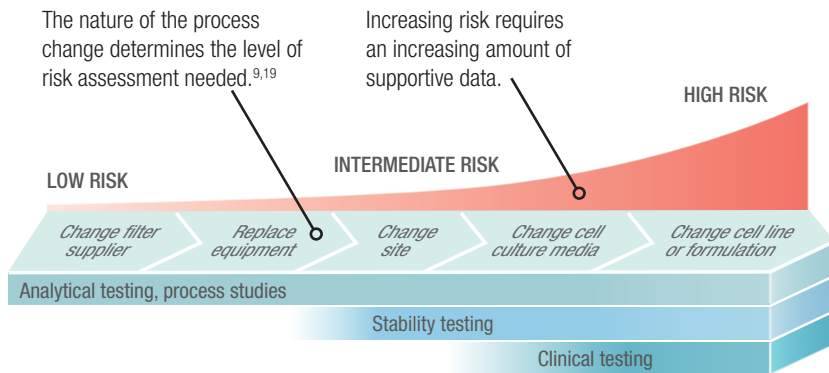 The nature of the process
change determines the level of
risk assessment needed.9,19
Increasing risk requires
an increasing amount of
supportive data.
HIGH RISK
INTERMEDIATE RISK
LOW RISK
Change filter
supplier
Replace
equipment
Change
site
Change cell
culture media
Change cell line
or formulation
Analytical testing, process studies
Stability testing
Clinical testing